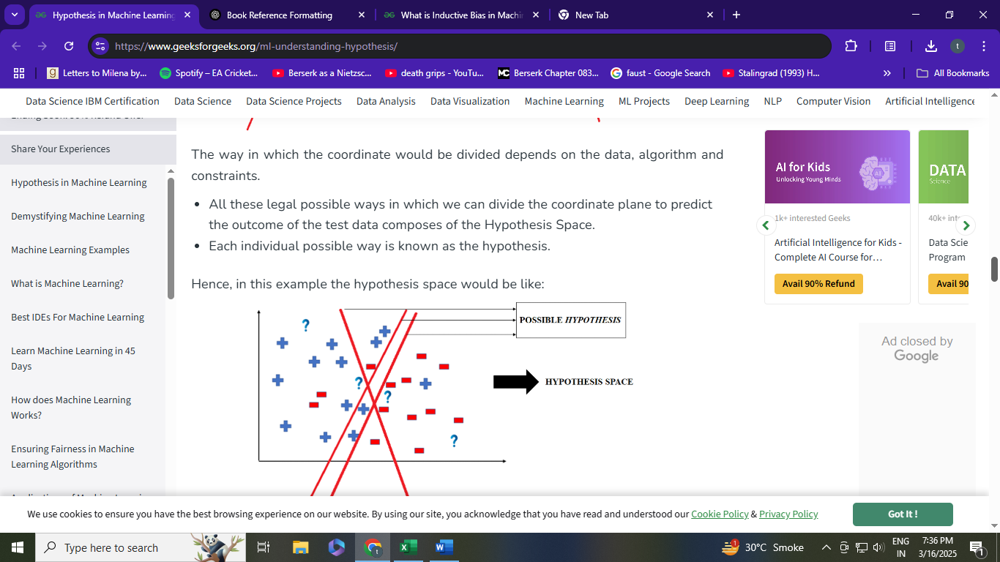 Hypothesis in Machine Learning
Book Reference Formatting
What is Inductive Bias in Machi
New Tab
https://www.geeksforgeeks.org/ml-understanding-hypothesis/
t
Letters to Milena by...
Spotify – EA Cricket...
Berserk as a Nietzsc...
death grips - YouTu...
Berserk Chapter 083...
faust - Google Search
Stalingrad (1993) H...
»
All Bookmarks
Data Science IBM Certification
Data Science
Data Science Projects
Data Analysis
Data Visualization
Machine Learning
ML Projects
Deep Learning
NLP
Computer Vision
Artificial Intelligence
Share Your Experiences
Hypothesis in Machine Learning
Demystifying Machine Learning
Machine Learning Examples
What is Machine Learning?
Best IDEs For Machine Learning
Learn Machine Learning in 45
Days
How does Machine Learning
Works?
Ensuring Fairness in Machine
Learning Algorithms
The way in which the coordinate would be divided depends on the data, algorithm and
constraints.
• All these legal possible ways in which we can divide the coordinate plane to predict
the outcome of the test data composes of the Hypothesis Space.
• Each individual possible way is known as the hypothesis.
Hence, in this example the hypothesis space would be like:
POSSIBLE HYPOTHESIS
HYPOTHESIS SPACE
?
?
?
?
AI for Kids
Unlocking Young Minds
1k+ interested Geeks
Artificial Intelligence for Kids -
Complete AI Course for...
Avail 90% Refund
DATA
Science
40k+ inte
Data Scie
Program
Avail 90
Ad closed by
Google
We use cookies to ensure you have the best browsing experience on our website. By using our site, you acknowledge that you have read and understood our Cookie Policy & Privacy Policy
Got It !
Type here to search
30°C Smoke
ENG
IN
7:36 PM
3/16/2025
1